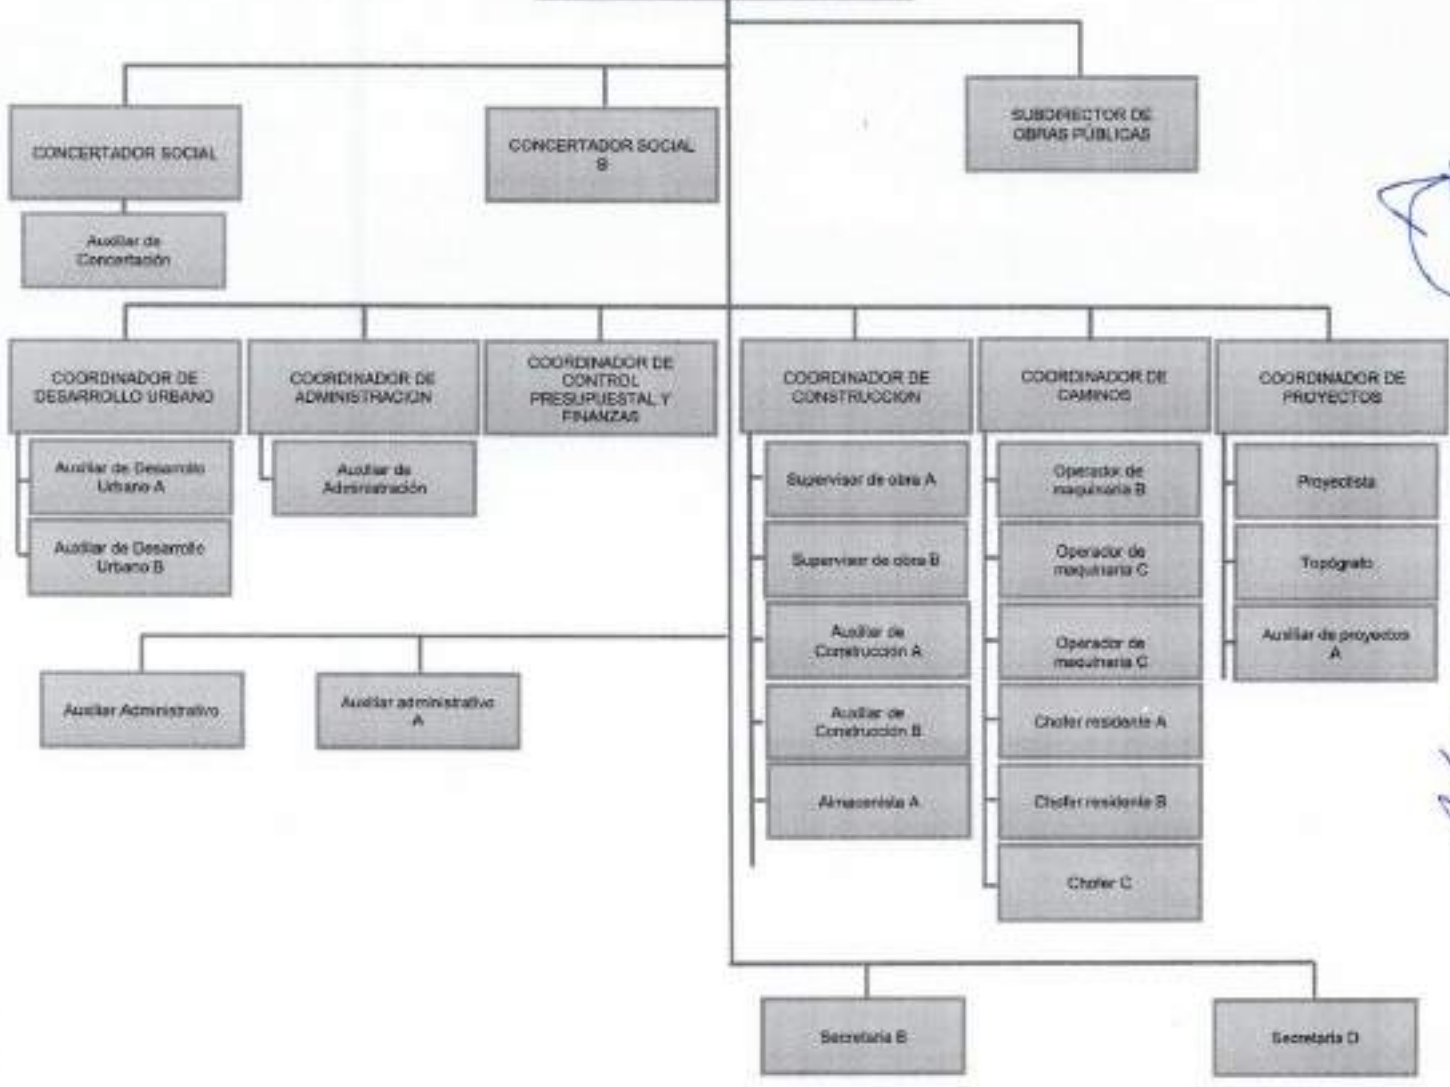 SUBDIRECTOR DE
OBRAS PÚBLICAS
CONCERTADOR SOCIAL
CONCERTADOR SOCIAL
B
Auxiliar de
Concertación
COORDINADOR DE
DESARROLLO URBANO
COORDINADOR DE
ADMINISTRACION
COORDINADOR DE
CONTROL
PRESUPUESTAL Y
FINANZAS
COORDINADOR DE
CONSTRUCCION
COORDINADOR DE
CAMINOS
COORDINADOR DE
PROYECTOS
Auxiliar de Desarrollo
Urbano A
Auxiliar de
Administración
Supervisor de obra A
Operador de
maquinaria B
Proyectista
Auxiliar de Desarrollo
Urbano B
Supervisor de obra B
Operador de
maquinaria C
Topógrafo
Auxiliar de
Construcción A
Operador de
maquinaria C
Auxiliar de proyectos
A
Auxiliar Administrativo
Auxiliar administrativo
A
Auxiliar de
Construcción B
Chofer residente A
Almacenista A
Chofer residente B
Chofer C
Secretaria B
Secretaria D